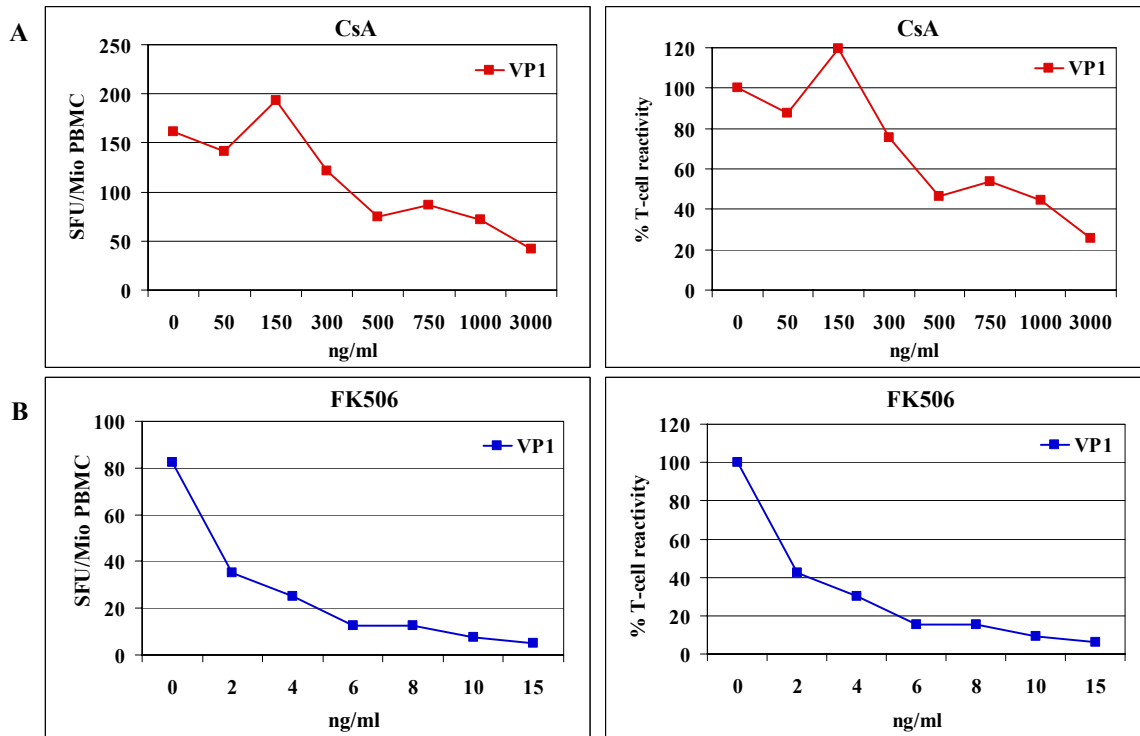 A
CsA
250
200
150
100
50
0
SFU/Mio PBMC
VP1
0 50 150 300 500 750 1000 3000
ng/ml
CsA
120
100
80
60
40
20
0
% T-cell reactivity
VP1
0 50 150 300 500 750 1000 3000
ng/ml
B
FK506
100
80
60
40
20
0
SFU/Mio PBMC
VP1
0 2 4 6 8 10 15
ng/ml
FK506
120
100
80
60
40
20
0
% T-cell reactivity
VP1
0 2 4 6 8 10 15
ng/ml